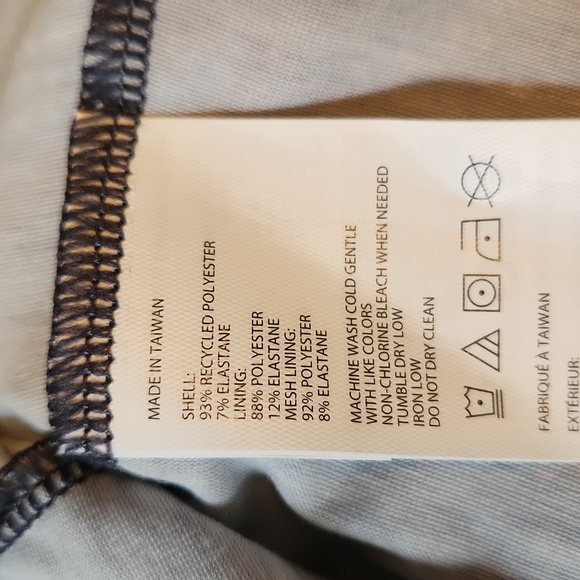 MADE IN TAIWAN
SHELL:
93% RECYCLED POLYESTER
7% ELASTANE
LINING:
88% POLYESTER
12% ELASTANE
MESH LINING:
92% POLYESTER
8% ELASTANE
MACHINE WASH COLD GENTLE
WITH LIKE COLORS
NON-CHLORINE BLEACH WHEN NEEDED
TUMBLE DRY LOW
IRON LOW
DO NOT DRY CLEAN
FABRIQUÉ À TAIWAN
EXTÉRIEUR: